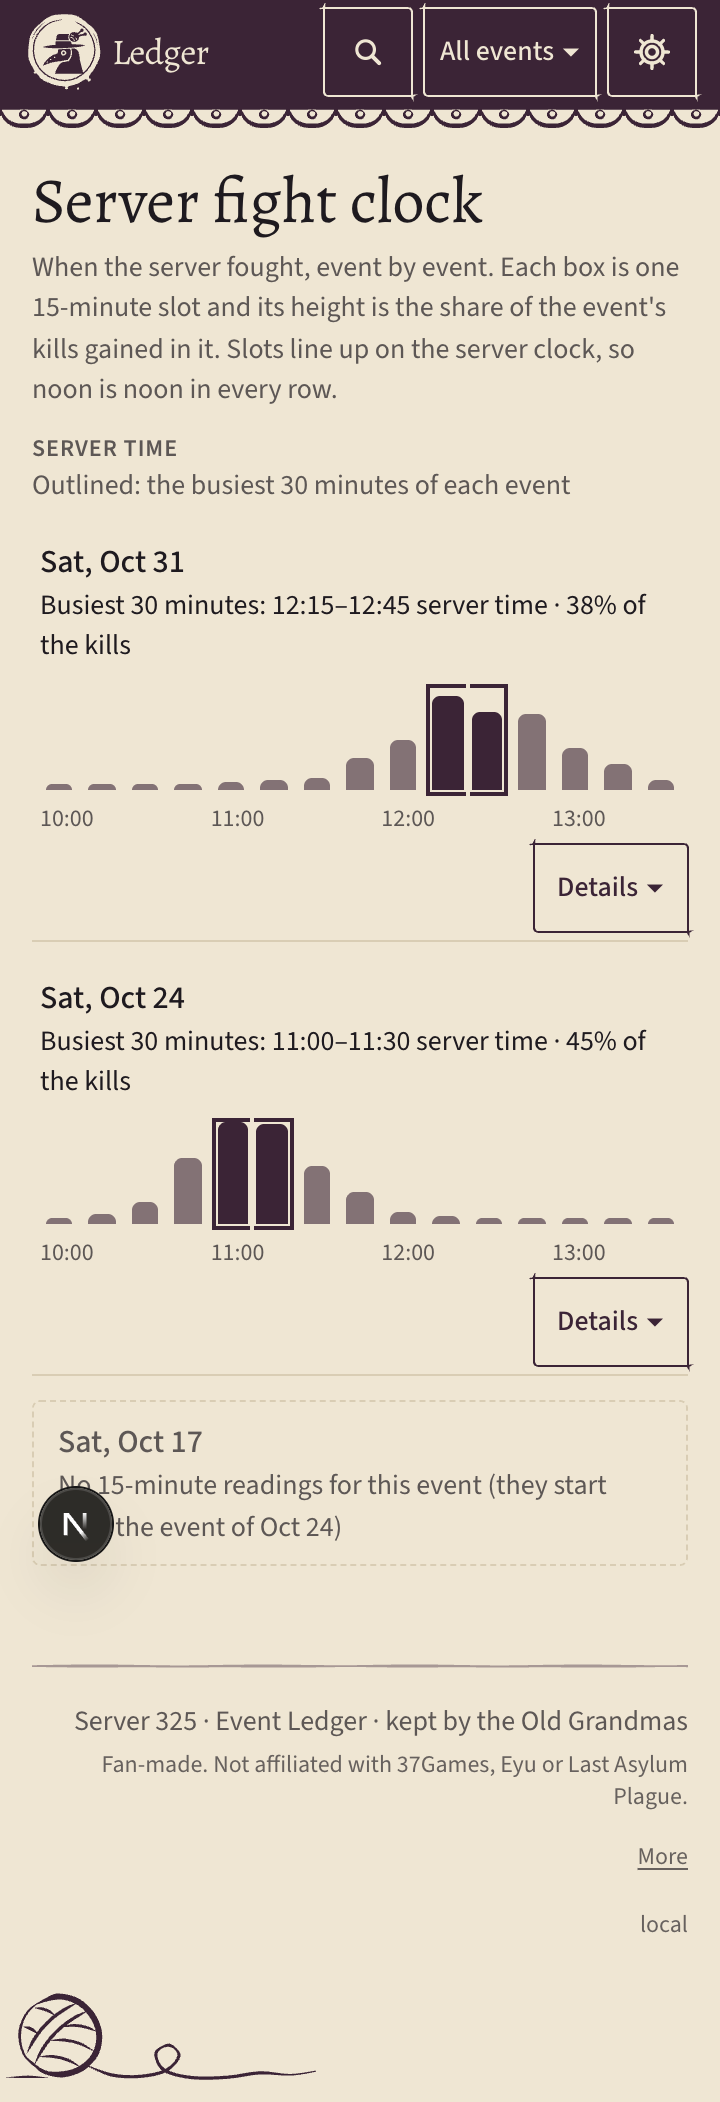 Ledger
All events
Server fight clock
When the server fought, event by event. Each box is one
15-minute slot and its height is the share of the event's
kills gained in it. Slots line up on the server clock, so
noon is noon in every row.
SERVER TIME
Outlined: the busiest 30 minutes of each event
Sat, Oct 31
Busiest 30 minutes: 12:15–12:45 server time · 38% of
the kills
10:00 11:00 12:00 13:00
Details
Sat, Oct 24
Busiest 30 minutes: 11:00–11:30 server time · 45% of
the kills
10:00 11:00 12:00 13:00
Details
Sat, Oct 17
No 15-minute readings for this event (they start
N the event of Oct 24)
Server 325 · Event Ledger · kept by the Old Grandmas
Fan-made. Not affiliated with 37Games, Eyu or Last Asylum
Plague.
More
local